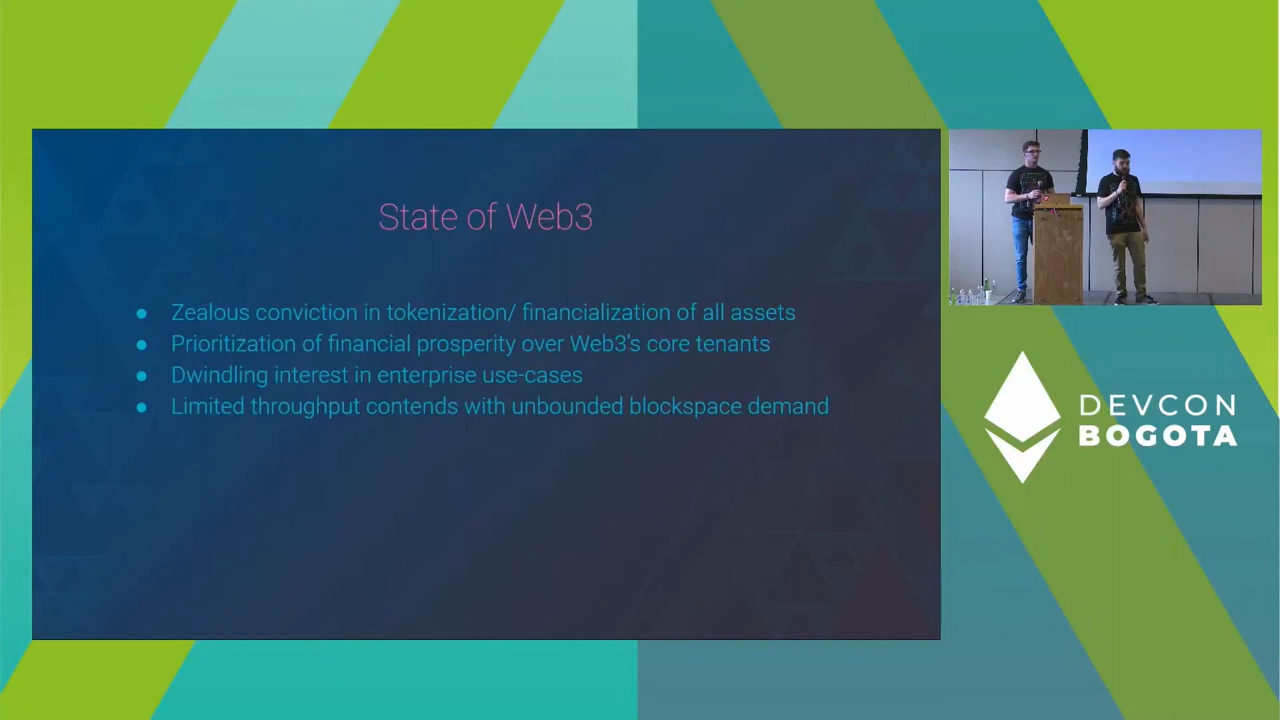 State of Web3
● Zealous conviction in tokenization/ financialization of all assets
● Prioritization of financial prosperity over Web3's core tenants
● Dwindling interest in enterprise use-cases
● Limited throughput contends with unbounded blockspace demand
DEVCON
BOGOTA